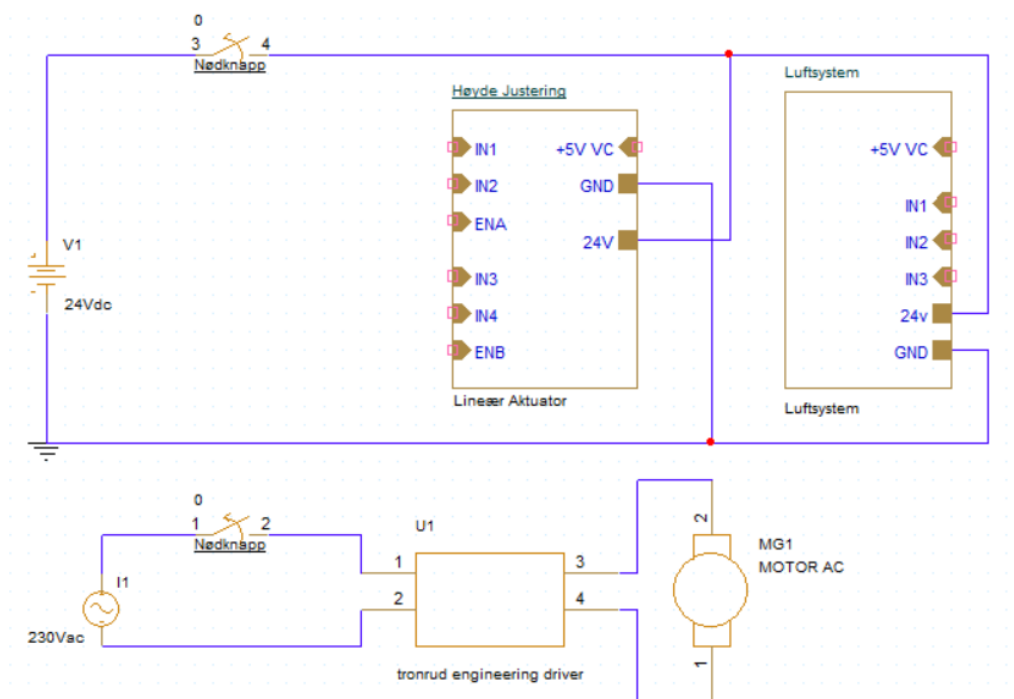 0
3 4
Nødknapp
V1
24Vdc
Høyde Justering
IN1
IN2
ENA
IN3
IN4
ENB
+5V VC
GND
24V
Lineær Aktuator
Luftsystem
+5V VC
IN1
IN2
IN3
24v
GND
Luftsystem
0
1 2
Nødknapp
I1
230Vac
U1
1
2
3
4
tronrud engineering driver
2
MG1
MOTOR AC
1